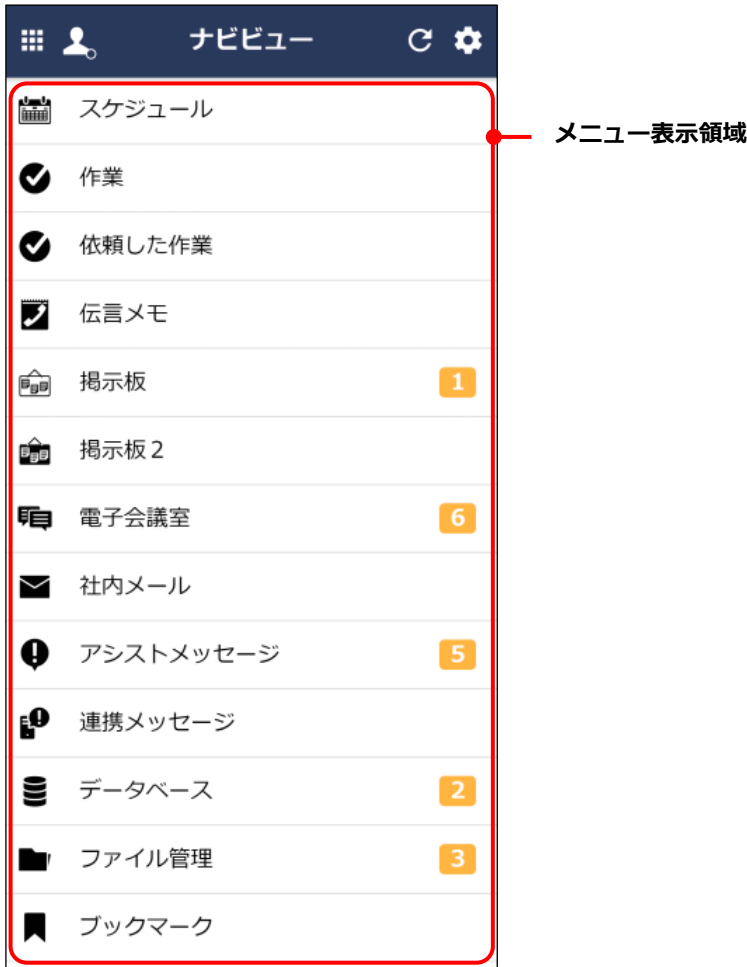 ナビビュー
スケジュール
メニュー表示領域
作業
依頼した作業
伝言メモ
掲示板 1
掲示板２
電子会議室 6
社内メール
アシストメッセージ 5
連携メッセージ
データベース 2
ファイル管理 3
ブックマーク